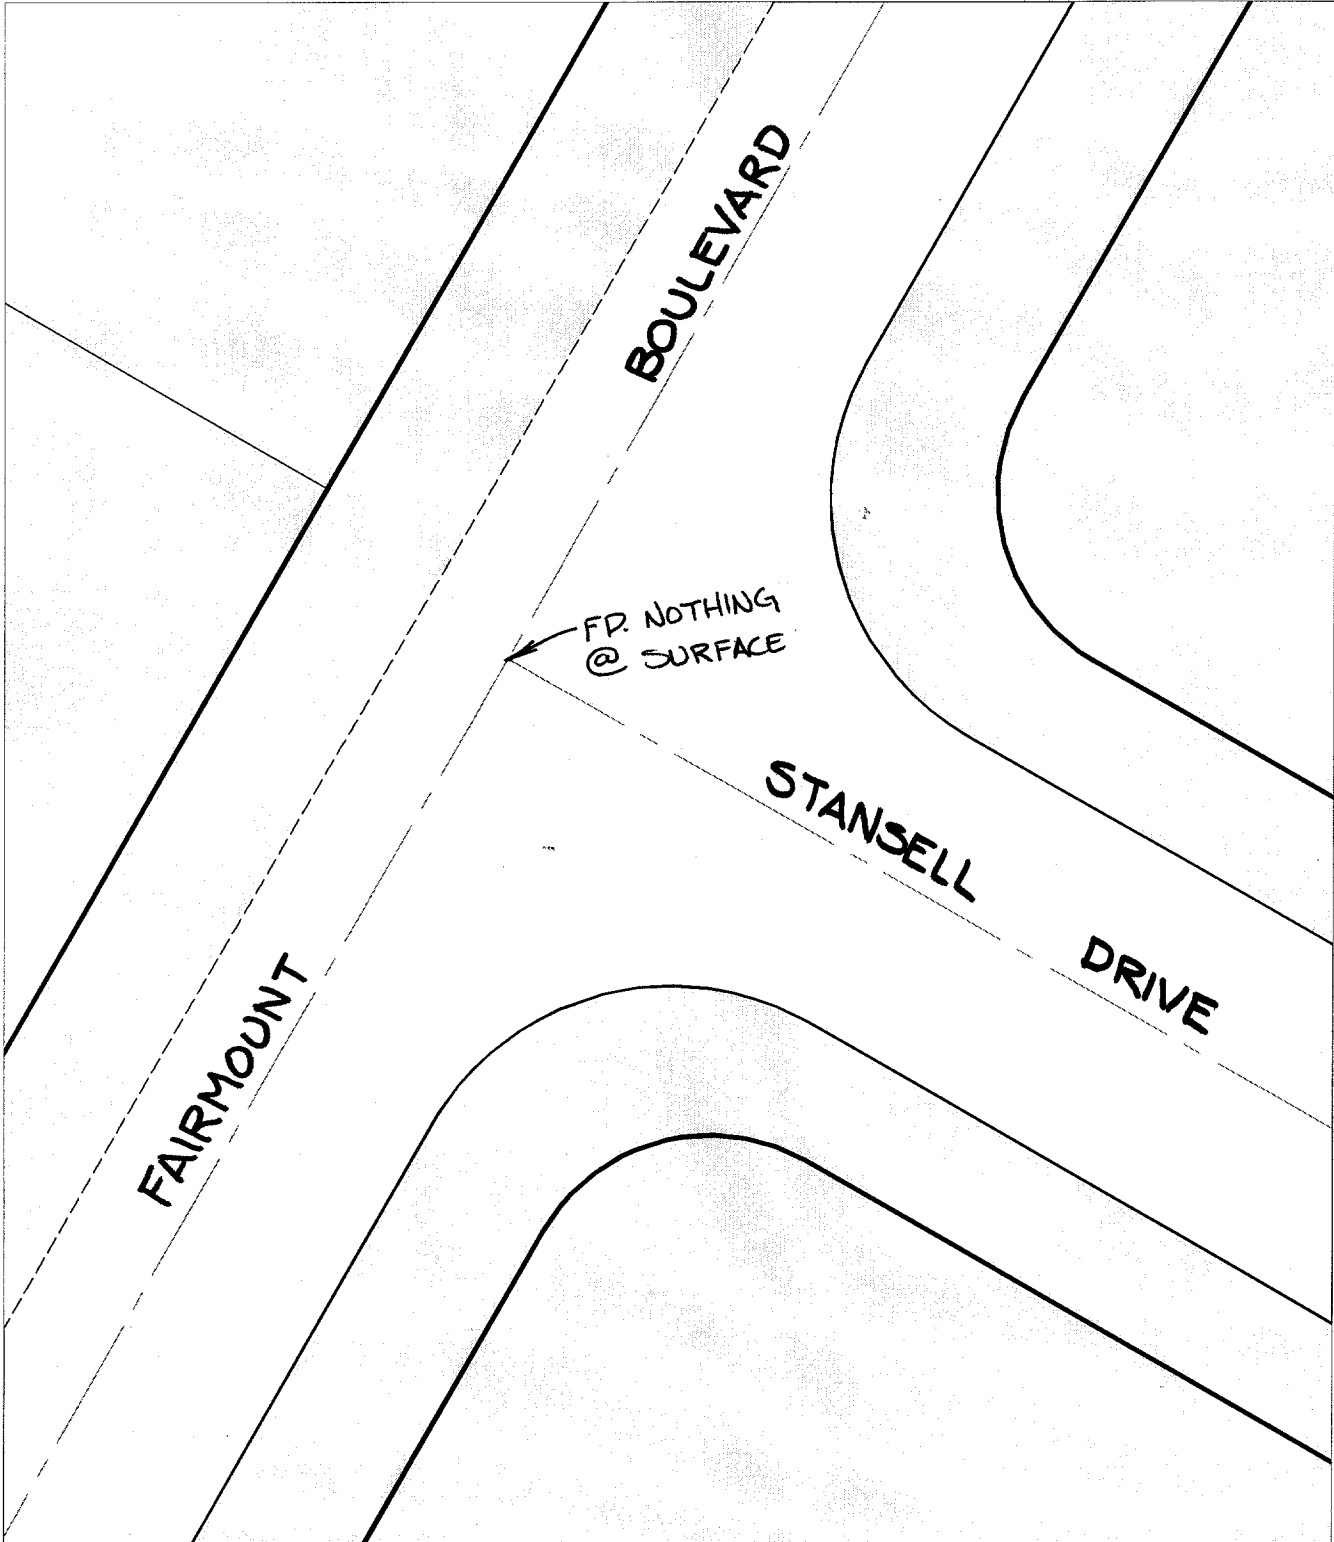 BOULEVARD
FD. NOTHING
@ SURFACE
STANSELL
DRIVE
FAIRMOUNT